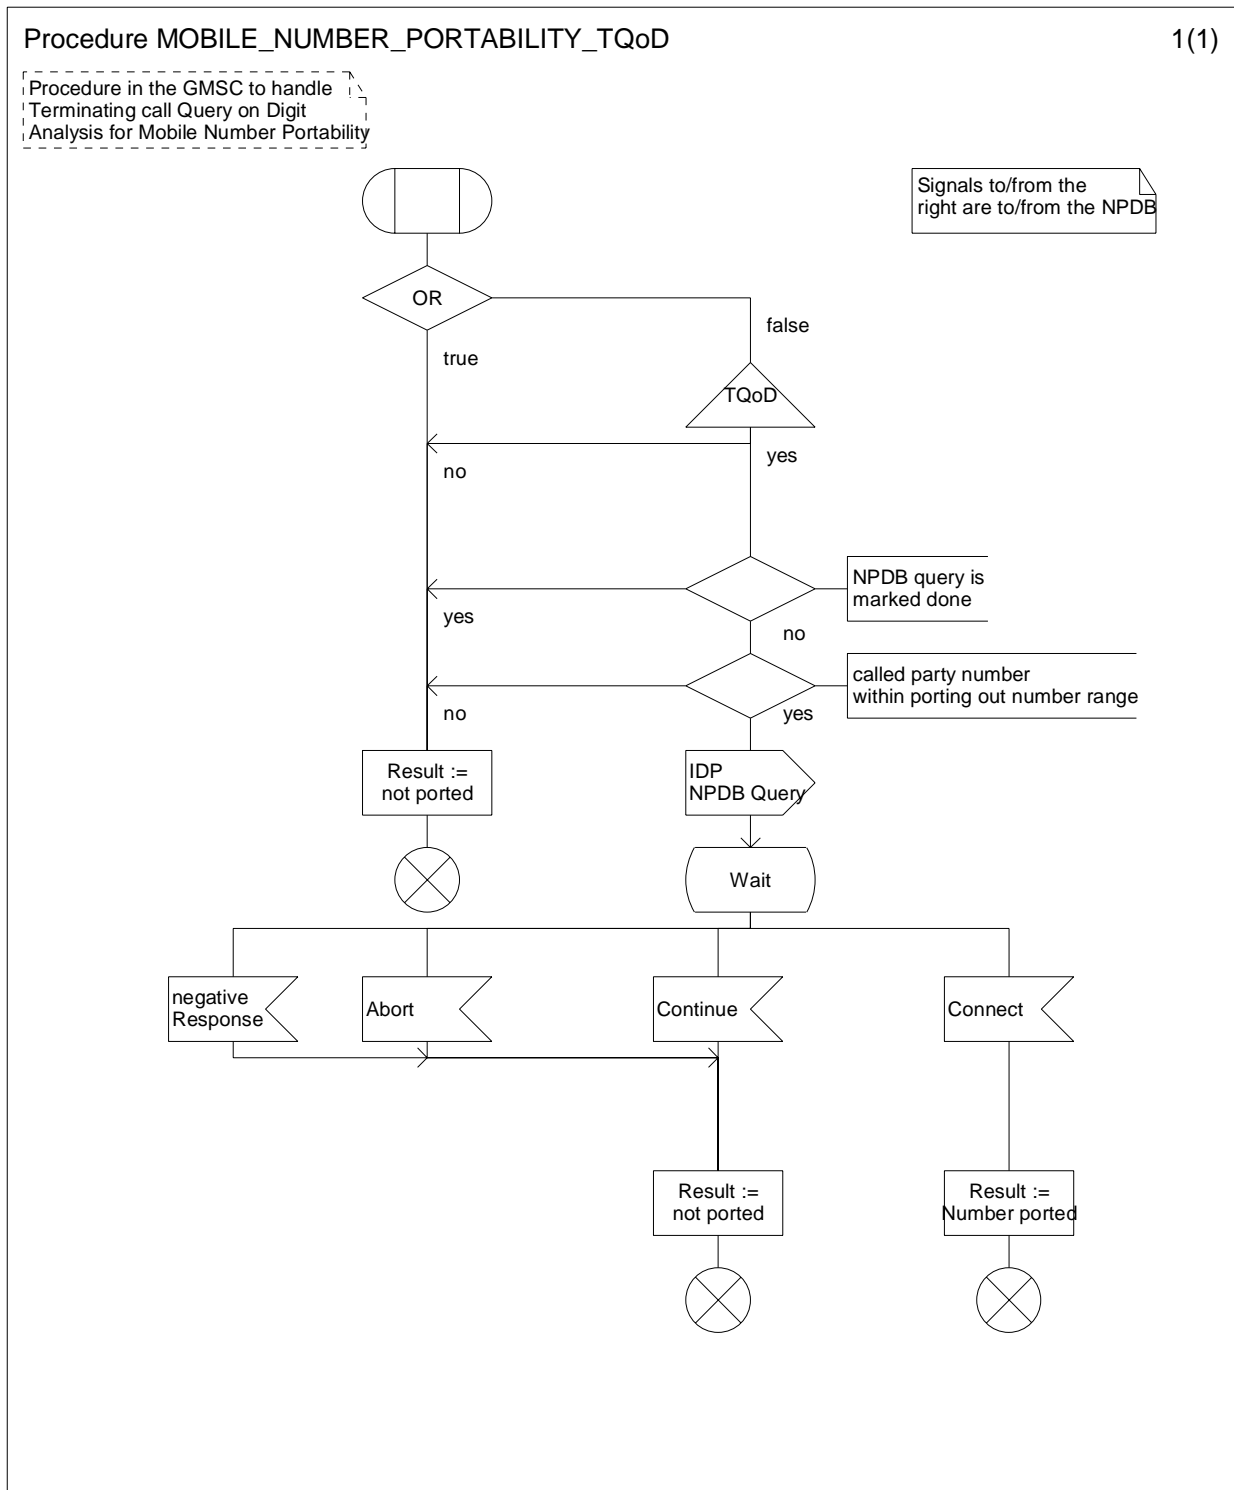 Procedure MOBILE_NUMBER_PORTABILITY_TQoD
1(1)
Procedure in the GMSC to handle
Terminating call Query on Digit
Analysis for Mobile Number Portability
Signals to/from the
right are to/from the NPDB
OR
false
true
TQoD
yes
no
NPDB query is
marked done
yes
no
called party number
within porting out number range
no
yes
Result :=
not ported
IDP
NPDB Query
Wait
negative
Response
Abort
Continue
Connect
Result :=
not ported
Result :=
Number ported